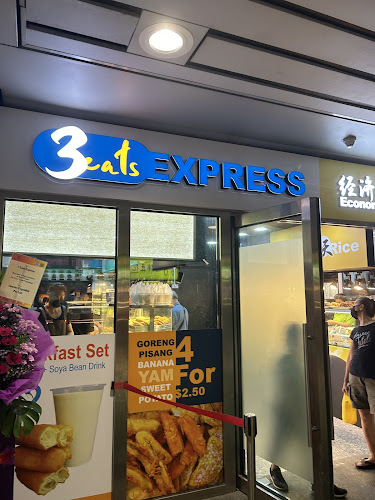 3eats EXPRESS
经济
Econo
Rice
GORENG
PISANG
BANANA
YAM
SWEET
POTATO
4
For
$2.50
kfast Set
Soya Bean Drink